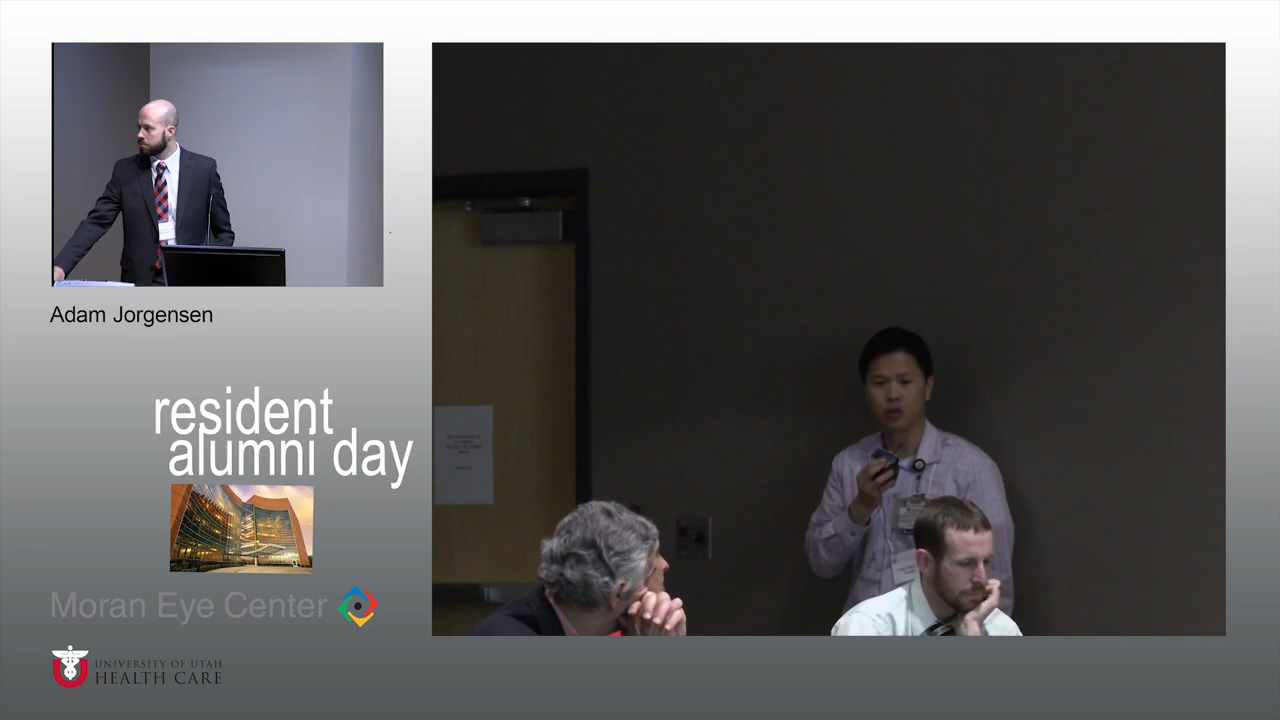 Adam Jorgensen
resident
alumni day
Moran Eye Center
UNIVERSITY OF UTAH
HEALTH CARE